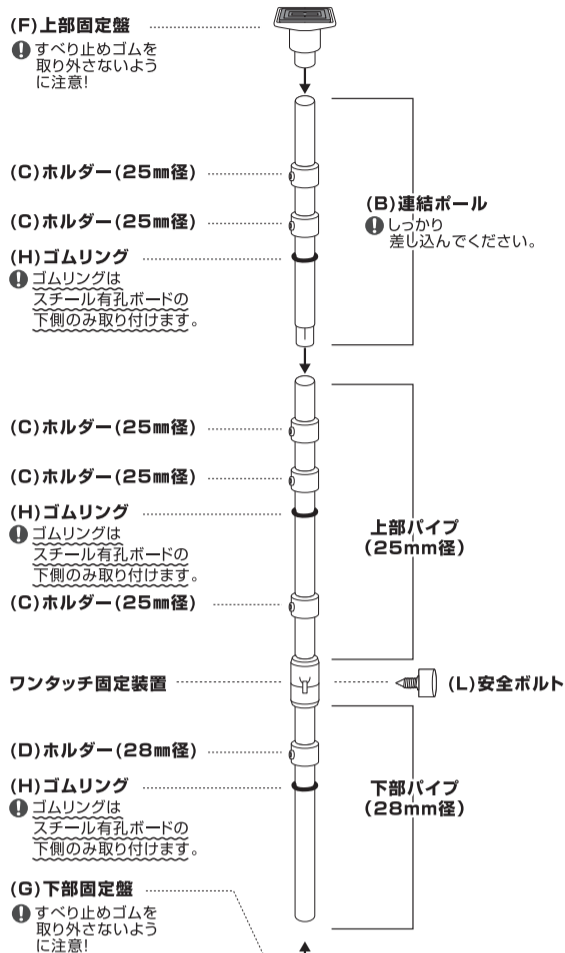 (F)上部固定盤
! すべり止めゴムを
取り外さないよう
に注意!
(C)ホルダー(25㎜径)
(C)ホルダー(25㎜径)
(B)連結ポール
! しっかり
差し込んでください。
(H)ゴムリング
! ゴムリングは
スチール有孔ボードの
下側のみ取り付けます。
(C)ホルダー(25㎜径)
(C)ホルダー(25㎜径)
(H)ゴムリング
! ゴムリングは
スチール有孔ボードの
下側のみ取り付けます。
上部パイプ
(25mm径)
(C)ホルダー(25㎜径)
ワンタッチ固定装置
(L)安全ボルト
(D)ホルダー(28㎜径)
(H)ゴムリング
! ゴムリングは
スチール有孔ボードの
下側のみ取り付けます。
下部パイプ
(28mm径)
(G)下部固定盤
! すべり止めゴムを
取り外さないよう
に注意!